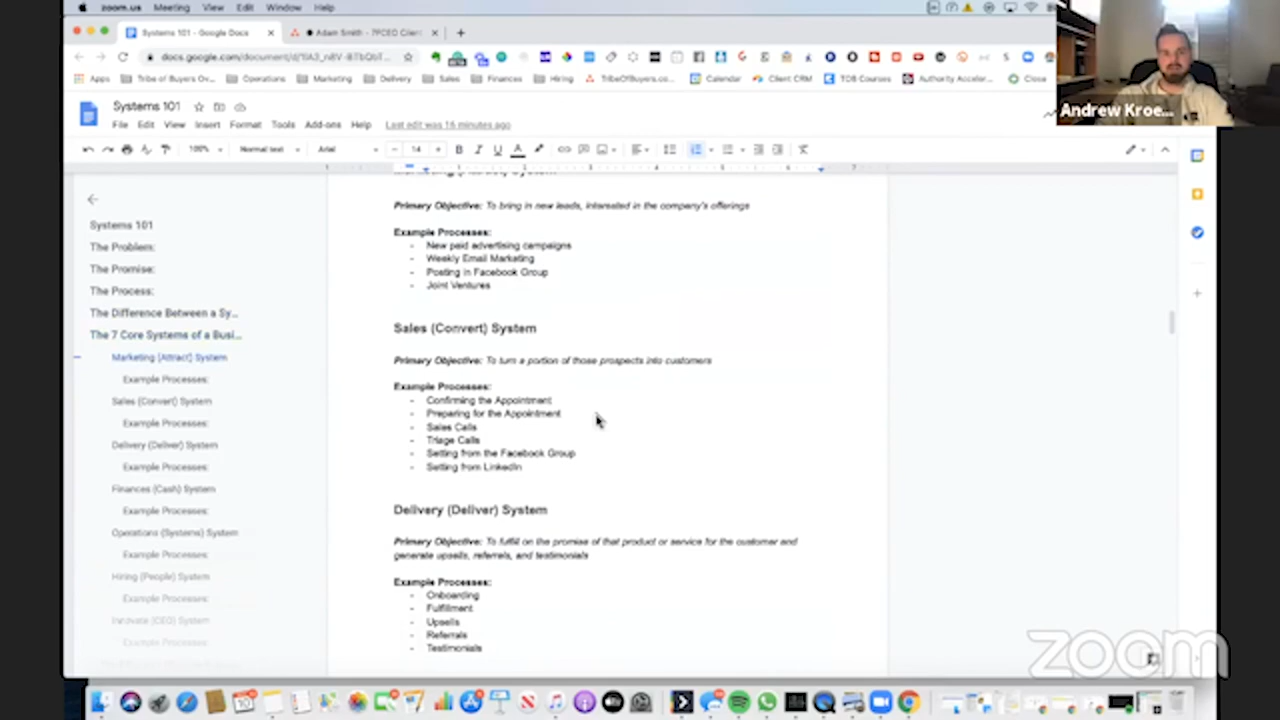 zoom.us Meeting View Edit Window Help
Systems 101 - Google Docs
Adam Smith - 7FCEO Clien
Apps Tribe of Buyers Ov... Operations Marketing Delivery Sales Finances Hiring TribeOfBuyers.co... Calendar Client CRM TOB Courses Authority Acceler... Close
Andrew Kroe...
Systems 101
File Edit View Insert Format Tools Add-ons Help Last edit was 16 minutes ago
100% Normal text Arial 14
Systems 101
The Problem:
The Promise:
The Process:
The Difference Between a Sy...
The 7 Core Systems of a Busi...
Marketing (Attract) System
Example Processes:
Sales (Convert) System
Example Processes:
Delivery (Deliver) System
Example Processes:
Finances (Cash) System
Example Processes:
Operations (Systems) System
Example Processes:
Hiring (People) System
Example Processes:
Innovate (CEO) System
Example Processes:
Primary Objective: To bring in new leads, interested in the company's offerings
Example Processes:
- New paid advertising campaigns
- Weekly Email Marketing
- Posting in Facebook Group
- Joint Ventures
Sales (Convert) System
Primary Objective: To turn a portion of those prospects into customers
Example Processes:
- Confirming the Appointment
- Preparing for the Appointment
- Sales Calls
- Triage Calls
- Setting from the Facebook Group
- Setting from LinkedIn
Delivery (Deliver) System
Primary Objective: To fulfill on the promise of that product or service for the customer and
generate upsells, referrals, and testimonials
Example Processes:
- Onboarding
- Fulfillment
- Upsells
- Referrals
- Testimonials
zoom